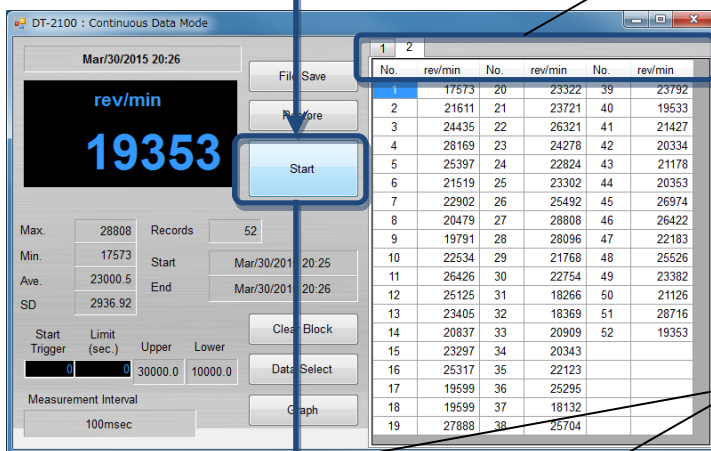 DT-2100 : Continuous Data Mode
Mar/30/2015 20:26
rev/min
19353
File Save
Restore
Start
Max. 28808 Records 52
Min. 17573 Start Mar/30/2015 20:25
Ave. 23000.5 End Mar/30/2015 20:26
SD 2936.92
Start Trigger Limit (sec.) Upper Lower
0 0 30000.0 10000.0
Measurement Interval
100msec
Clear Block
Data Select
Graph
1 2
No. rev/min No. rev/min No. rev/min
1 17573 20 23322 39 23792
2 21611 21 23721 40 19533
3 24435 22 26321 41 21427
4 28169 23 24278 42 20334
5 25397 24 22824 43 21178
6 21519 25 23302 44 20353
7 22902 26 25492 45 26974
8 20479 27 28808 46 26422
9 19791 28 28096 47 22183
10 22534 29 21768 48 25526
11 26426 30 22754 49 23382
12 25125 31 18266 50 21126
13 23405 32 18369 51 28716
14 20837 33 20909 52 19353
15 23297 34 20343
16 25317 35 22123
17 19599 36 25295
18 19599 37 18132
19 27888 38 25704